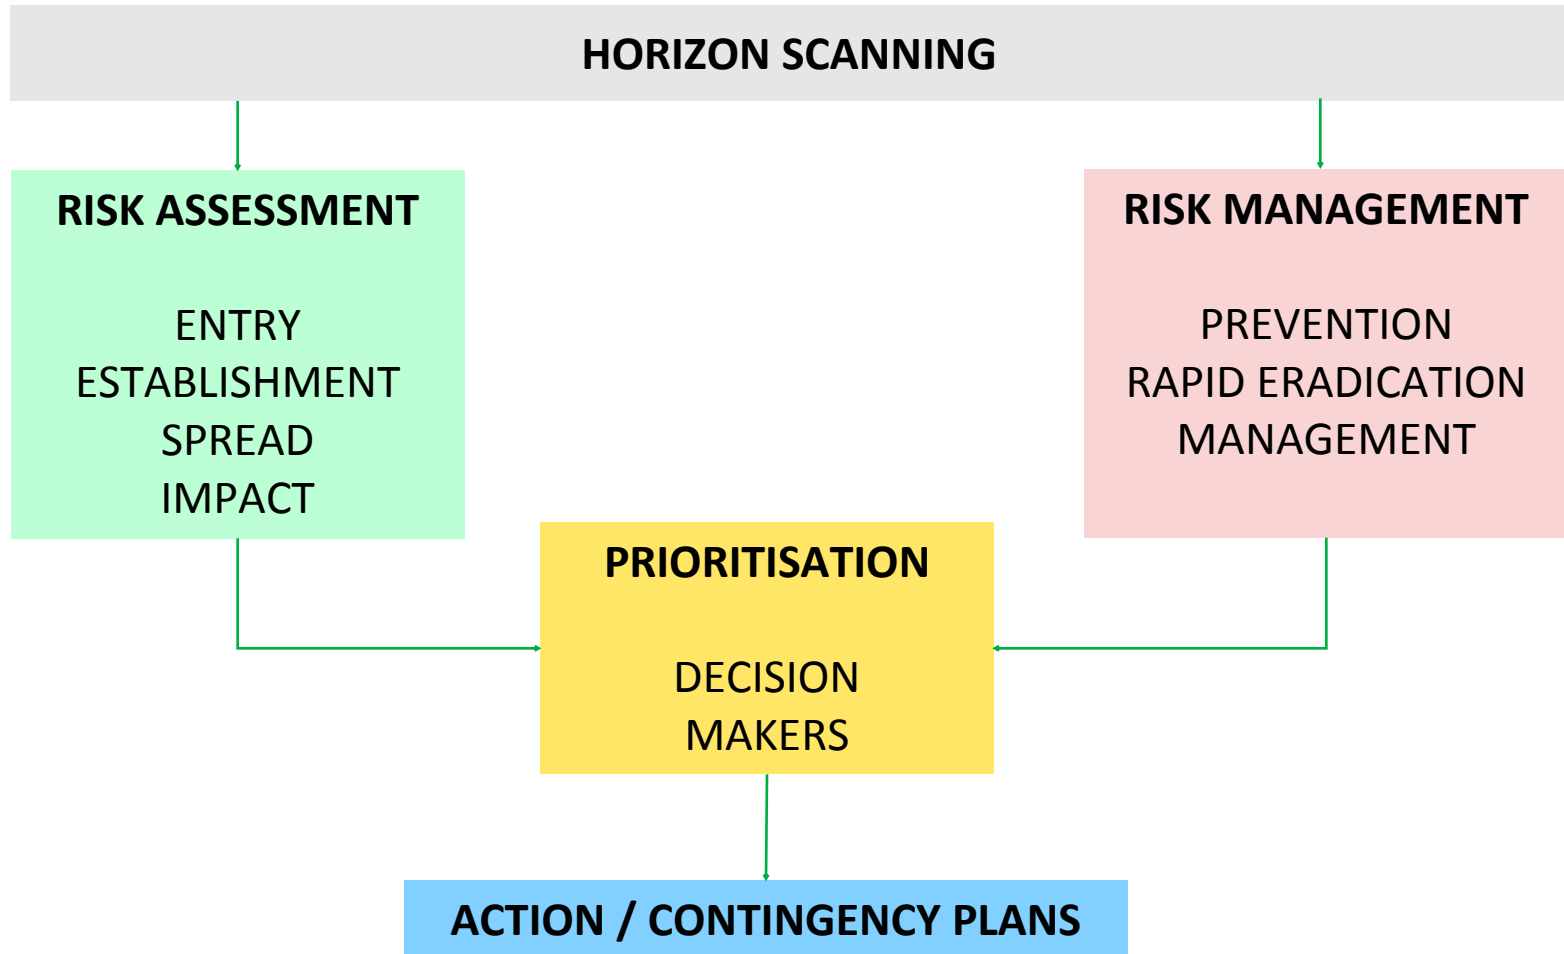 HORIZON SCANNING
RISK ASSESSMENT
ENTRY
ESTABLISHMENT
SPREAD
IMPACT
RISK MANAGEMENT
PREVENTION
RAPID ERADICATION
MANAGEMENT
PRIORITISATION
DECISION
MAKERS
ACTION / CONTINGENCY PLANS